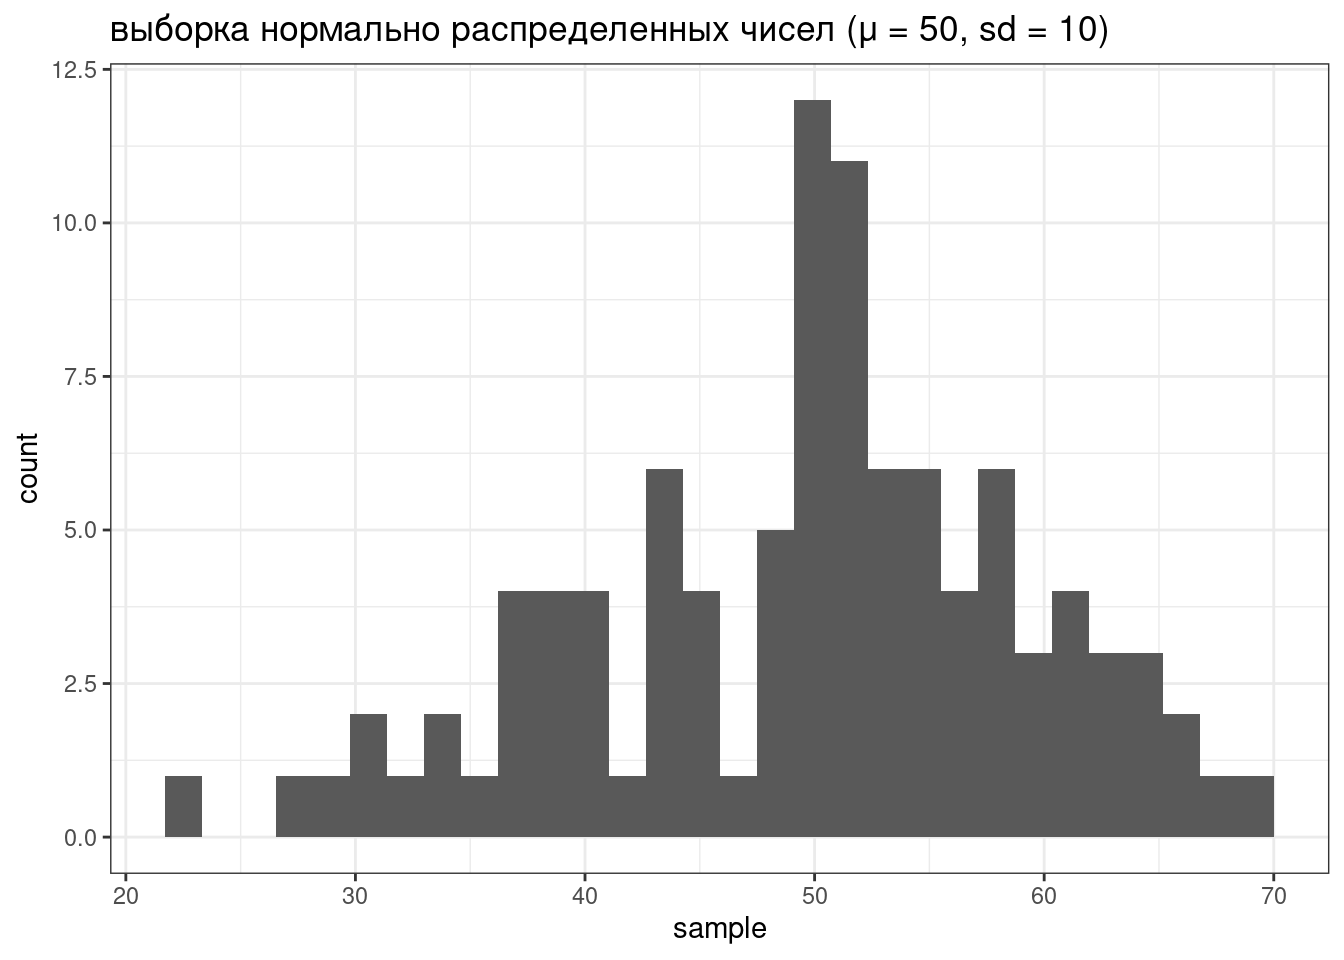 выборка нормально распределенных чисел (μ = 50, sd = 10)
12.5
10.0
7.5
5.0
2.5
0.0
count
20 30 40 50 60 70
sample